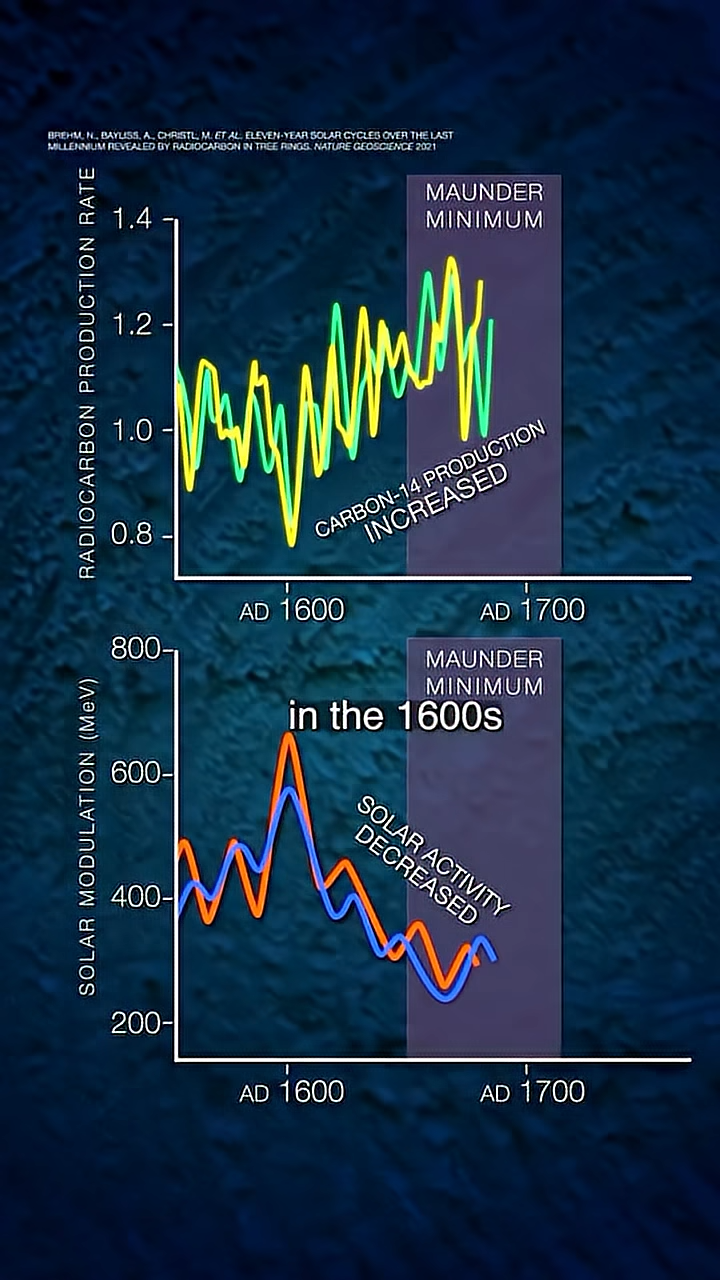 BREHM, N., BAYLISS, A., CHRISTL, M. ET AL. ELEVEN-YEAR SOLAR CYCLES OVER THE LAST
MILLENNIUM REVEALED BY RADIOCARBON IN TREE RINGS. NATURE GEOSCIENCE 2021
RADIOCARBON PRODUCTION RATE
MAUNDER
MINIMUM
1.4
1.2
1.0
0.8
CARBON-14 PRODUCTION
INCREASED
AD 1600
AD 1700
SOLAR MODULATION (MeV)
800
600
400
200
MAUNDER
MINIMUM
in the 1600s
SOLAR ACTIVITY
DECREASED
AD 1600
AD 1700